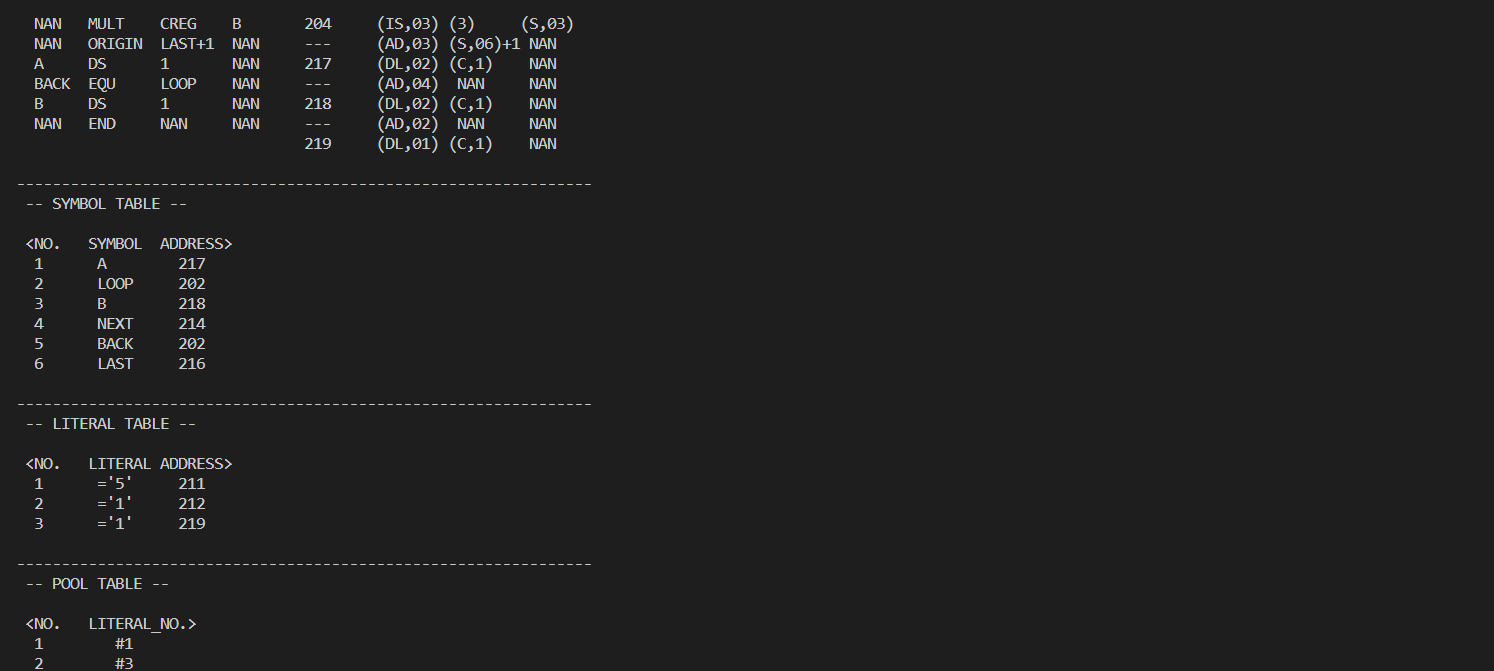 NAN MULT CREG B 204 (IS,03) (3) (S,03)
NAN ORIGIN LAST+1 NAN --- (AD,03) (S,06)+1 NAN
A DS 1 NAN 217 (DL,02) (C,1) NAN
BACK EQU LOOP NAN --- (AD,04) NAN NAN
B DS 1 NAN 218 (DL,02) (C,1) NAN
NAN END NAN NAN --- (AD,02) NAN NAN
219 (DL,01) (C,1) NAN
----------------------------------------------------------------
-- SYMBOL TABLE --
<NO. SYMBOL ADDRESS>
1 A 217
2 LOOP 202
3 B 218
4 NEXT 214
5 BACK 202
6 LAST 216
----------------------------------------------------------------
-- LITERAL TABLE --
<NO. LITERAL ADDRESS>
1 ='5' 211
2 ='1' 212
3 ='1' 219
----------------------------------------------------------------
-- POOL TABLE --
<NO. LITERAL_NO.>
1 #1
2 #3